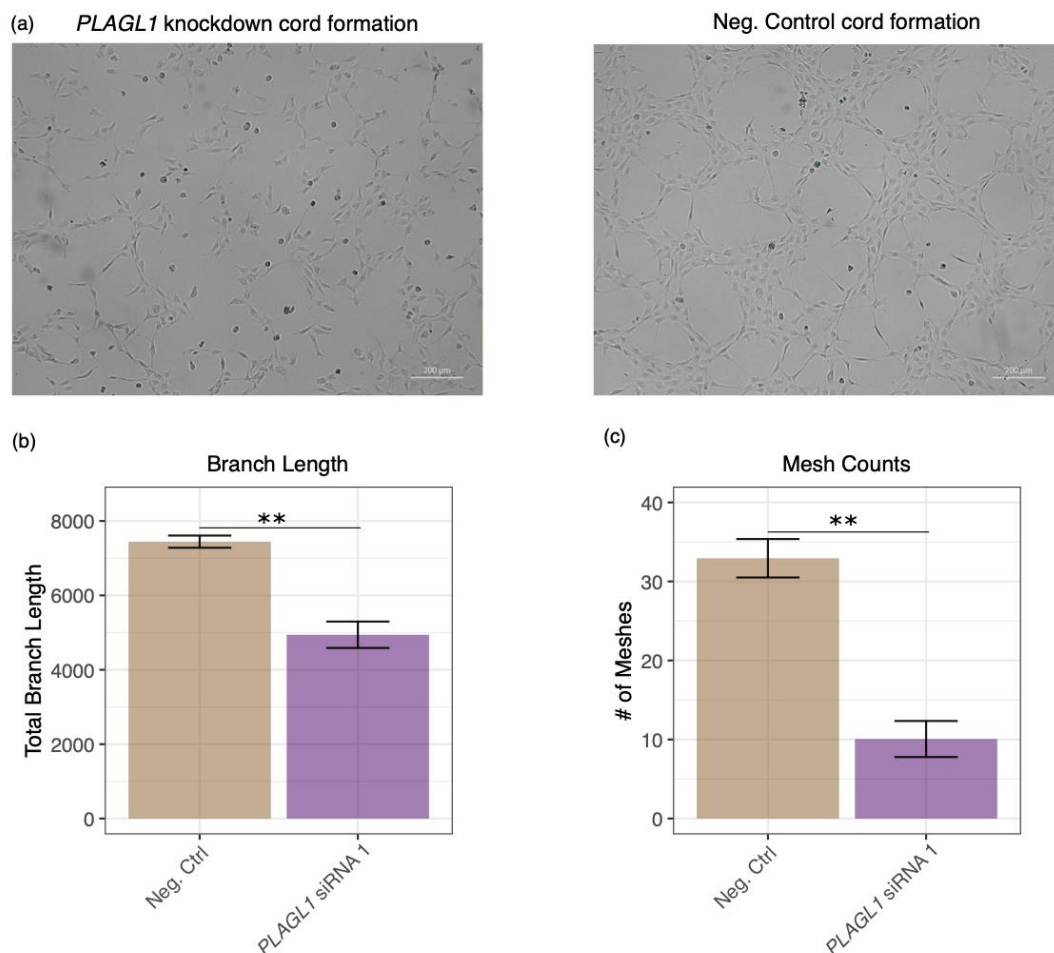 (a) PLAGL1 knockdown cord formation
Neg. Control cord formation
200 µm
200 µm
(b)
Branch Length
Total Branch Length
8000
6000
4000
2000
0
**
Neg. Ctrl
PLAGL1 siRNA 1
(c)
Mesh Counts
# of Meshes
40
30
20
10
0
**
Neg. Ctrl
PLAGL1 siRNA 1